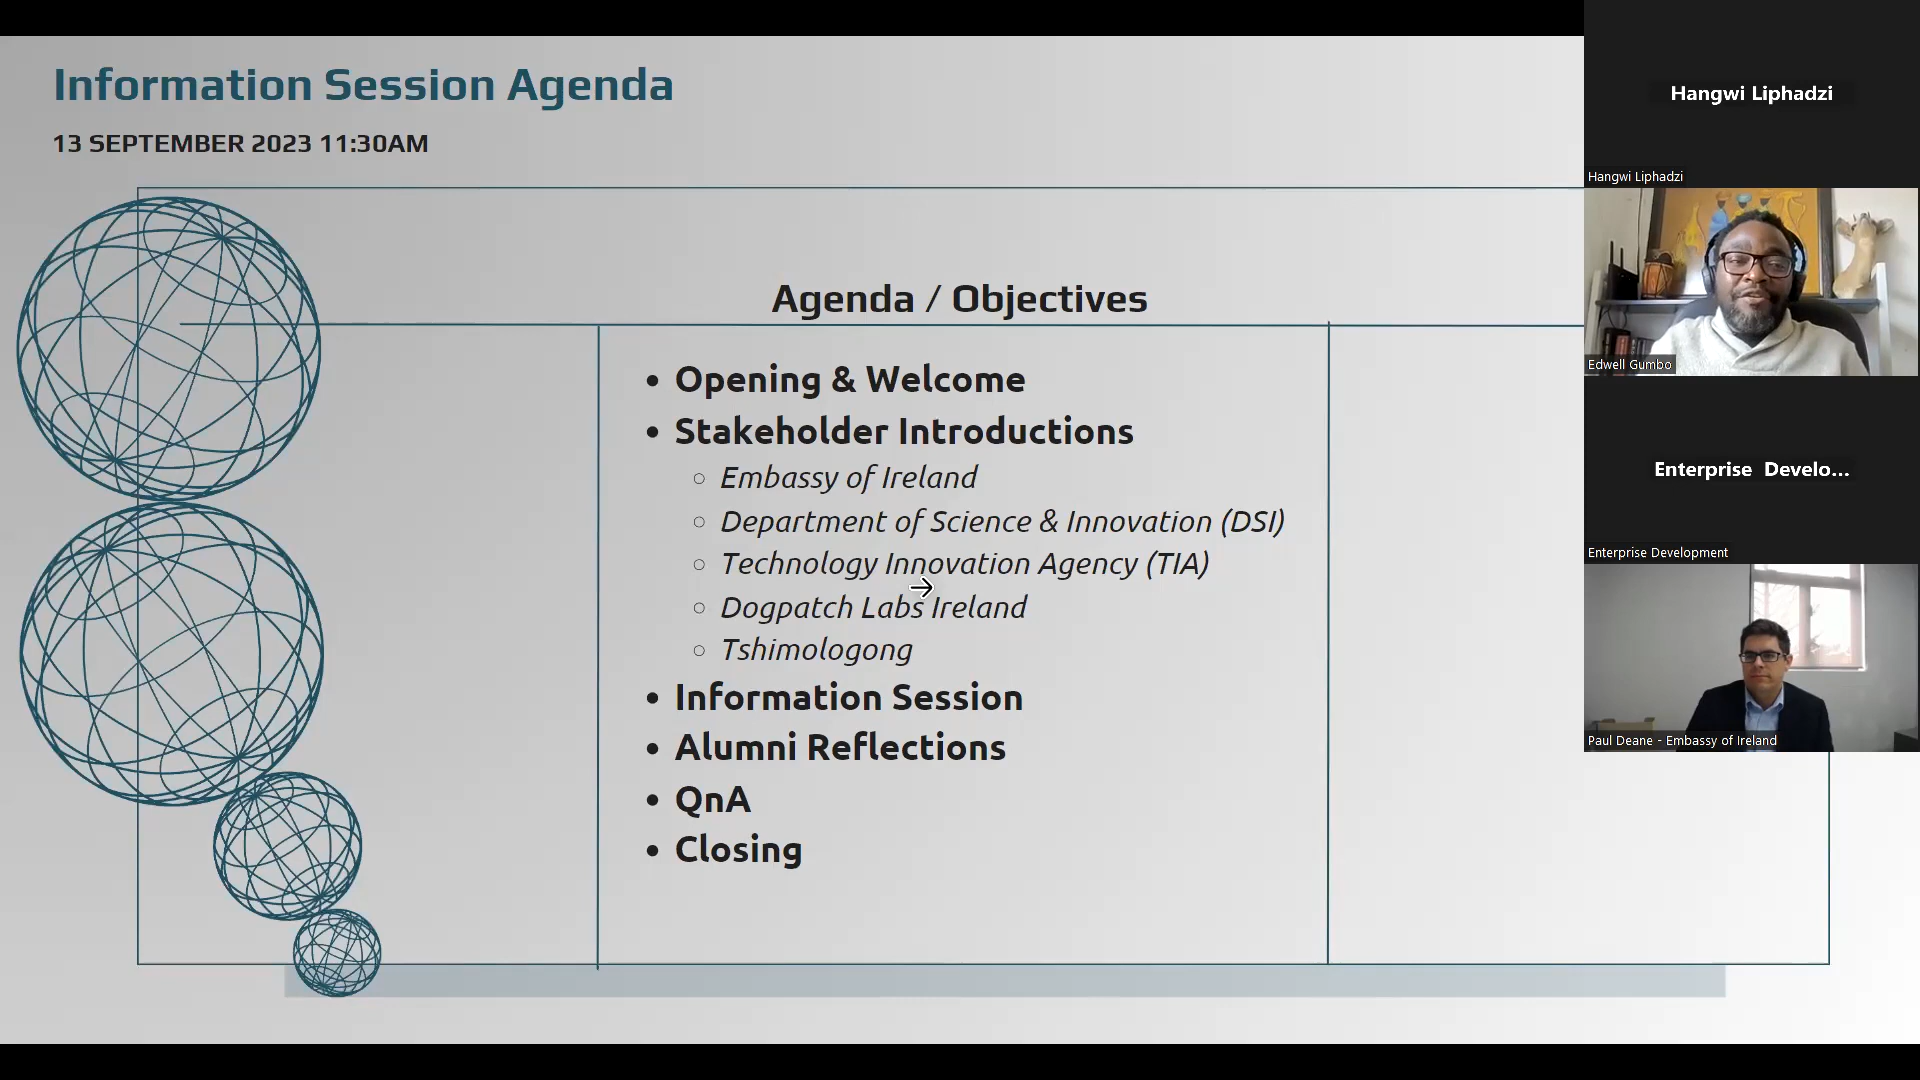 Information Session Agenda
13 SEPTEMBER 2023 11:30AM
Agenda / Objectives
• Opening & Welcome
• Stakeholder Introductions
○ Embassy of Ireland
○ Department of Science & Innovation (DSI)
○ Technology Innovation Agency (TIA)
○ Dogpatch Labs Ireland
○ Tshimologong
• Information Session
• Alumni Reflections
• QnA
• Closing
Hangwi Liphadzi
Hangwi Liphadzi
Edwell Gumbo
Enterprise Develo...
Enterprise Development
Paul Deane - Embassy of Ireland